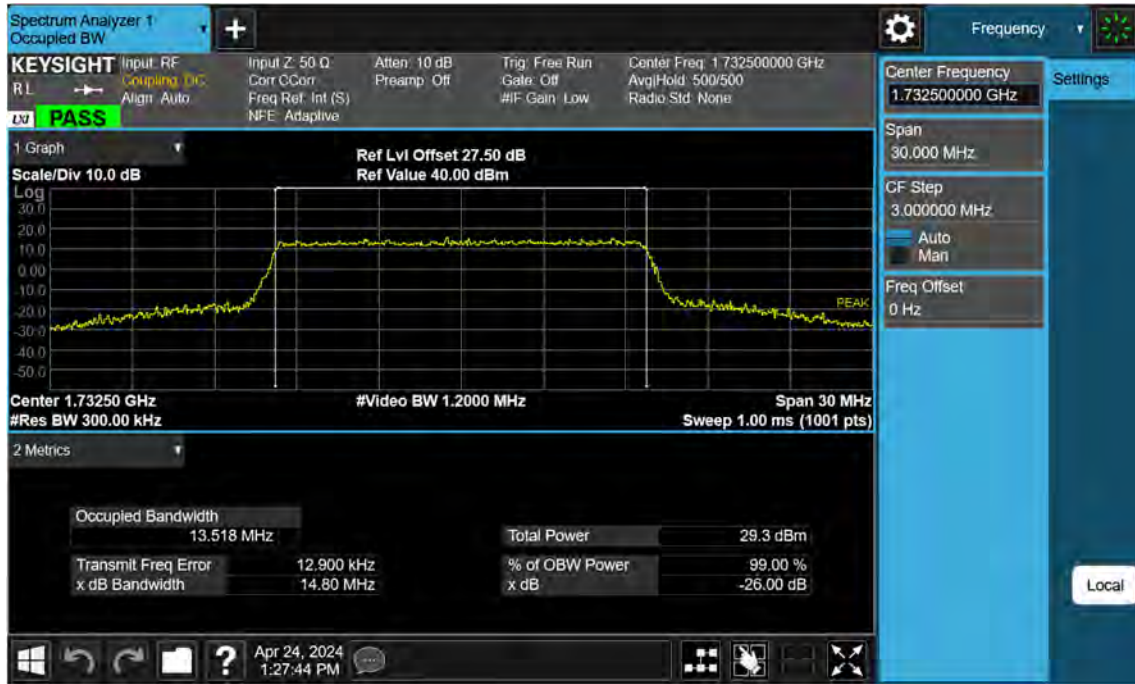 Spectrum Analyzer 1
Occupied BW
+
Frequency
KEYSIGHT
Input: RF
Input Z: 50 Ω
Atten: 10 dB
Trig: Free Run
Center Freq: 1.732500000 GHz
RL
Coupling: DC
Corr CCorr
Preamp: Off
Gate: Off
Avg|Hold: 500/500
Align: Auto
Freq Ref: Int (S)
#IF Gain: Low
Radio Std: None
LXI
PASS
NFE: Adaptive
Center Frequency
1.732500000 GHz
Settings
Span
30.000 MHz
CF Step
3.000000 MHz
Auto
Man
Freq Offset
0 Hz
1 Graph
Ref Lvl Offset 27.50 dB
Scale/Div 10.0 dB
Ref Value 40.00 dBm
Log
30.0
20.0
10.0
0.00
-10.0
-20.0
-30.0
-40.0
-50.0
PEAK
Center 1.73250 GHz
#Video BW 1.2000 MHz
Span 30 MHz
#Res BW 300.00 kHz
Sweep 1.00 ms (1001 pts)
2 Metrics
Occupied Bandwidth
13.518 MHz
Total Power 29.3 dBm
Transmit Freq Error 12.900 kHz
% of OBW Power 99.00 %
x dB Bandwidth 14.80 MHz
x dB -26.00 dB
Local
?
Apr 24, 2024
1:27:44 PM